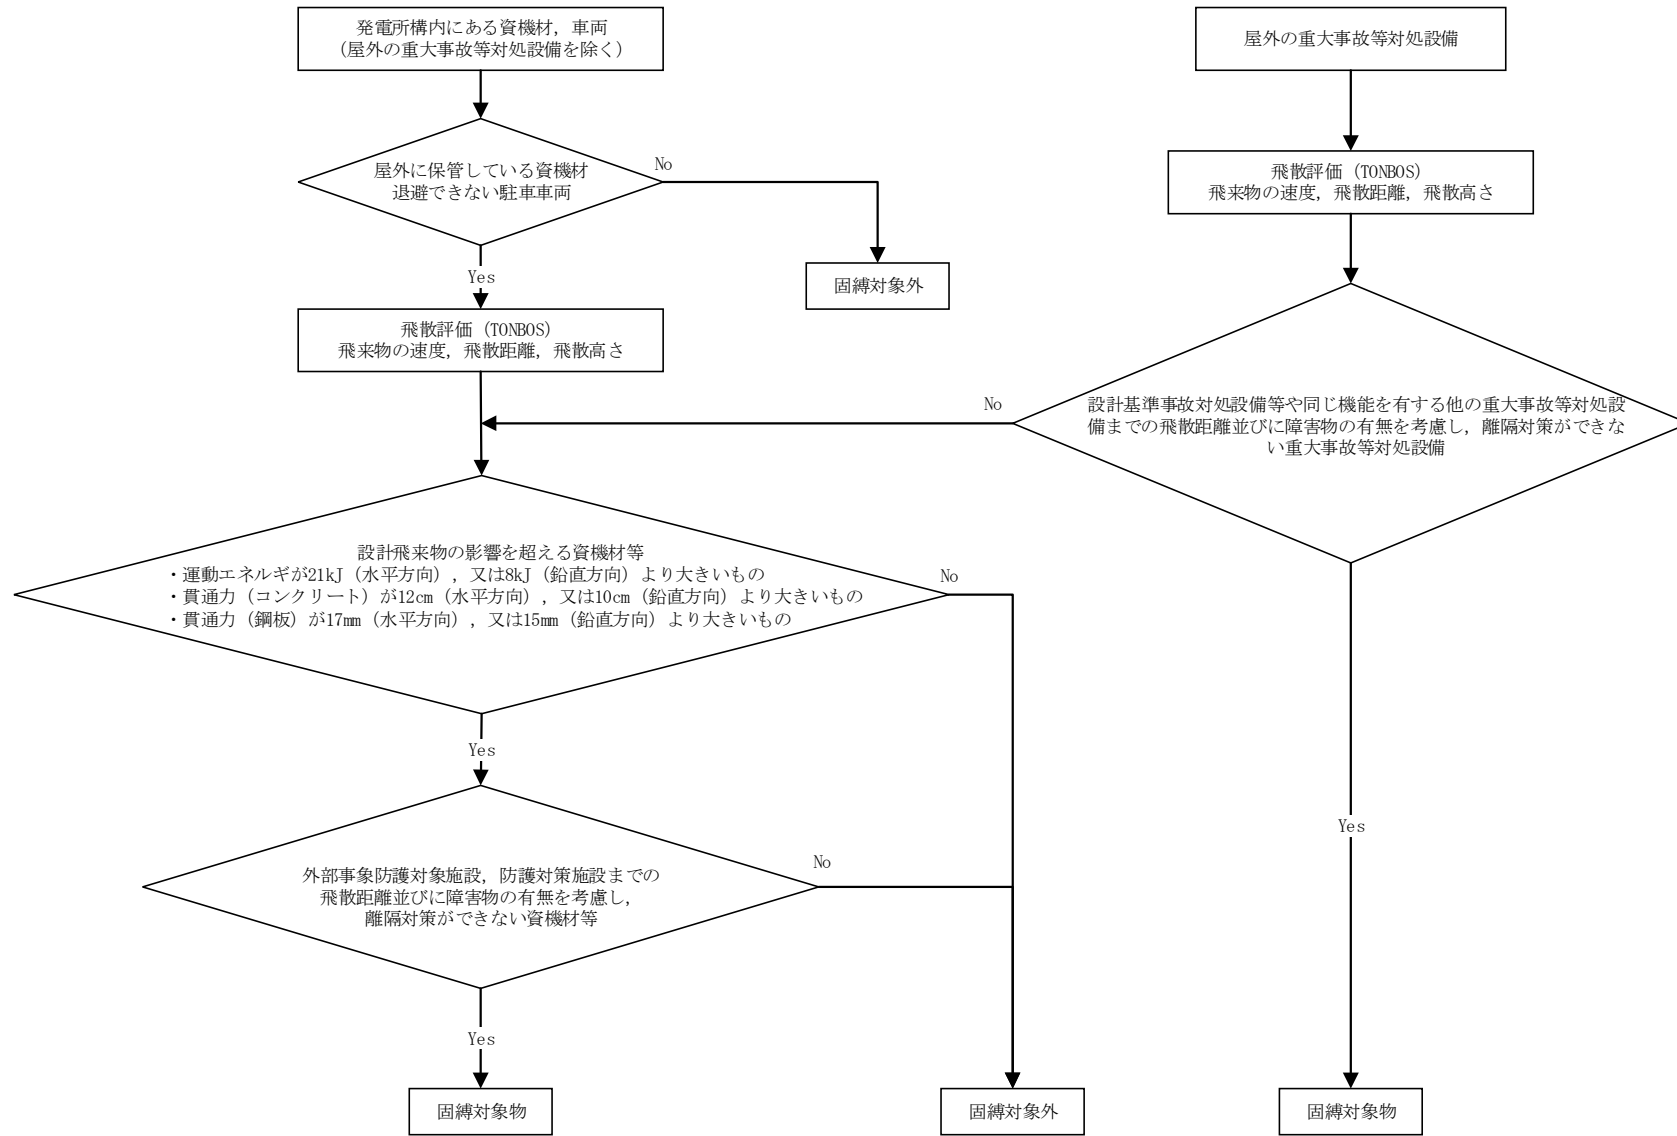 発電所構内にある資機材，車両
（屋外の重大事故等対処設備を除く）
屋外の重大事故等対処設備
屋外に保管している資機材
退避できない駐車車両
No
固縛対象外
Yes
飛散評価（TONBOS）
飛来物の速度，飛散距離，飛散高さ
飛散評価（TONBOS）
飛来物の速度，飛散距離，飛散高さ
No
設計基準事故対処設備等や同じ機能を有する他の重大事故等対処設
備までの飛散距離並びに障害物の有無を考慮し，離隔対策ができな
い重大事故等対処設備
設計飛来物の影響を超える資機材等
・運動エネルギが21kJ（水平方向），又は8kJ（鉛直方向）より大きいもの
・貫通力（コンクリート）が12cm（水平方向），又は10cm（鉛直方向）より大きいもの
・貫通力（鋼板）が17mm（水平方向），又は15mm（鉛直方向）より大きいもの
No
Yes
外部事象防護対象施設，防護対策施設までの
飛散距離並びに障害物の有無を考慮し，
離隔対策ができない資機材等
No
Yes
Yes
固縛対象物
固縛対象外
固縛対象物